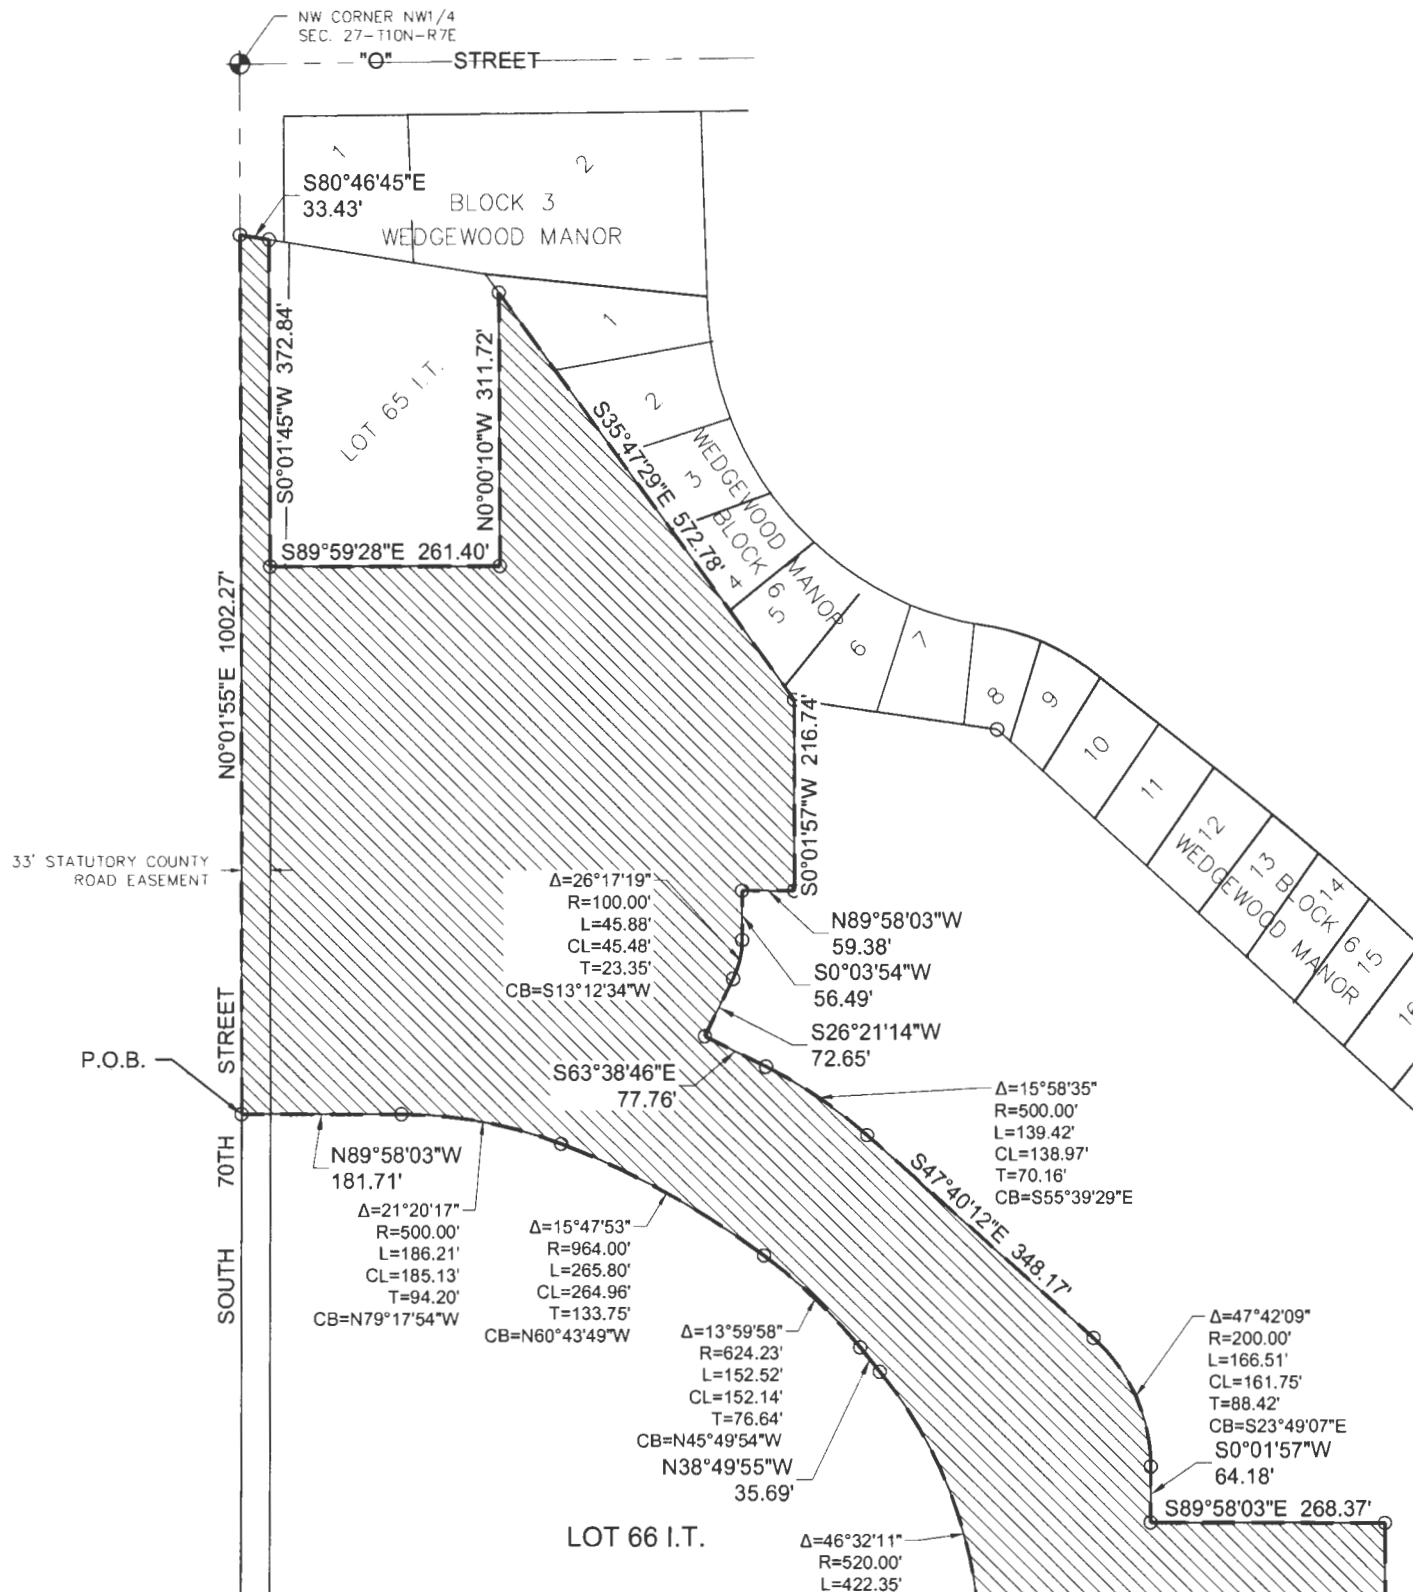 NW CORNER NW1/4
SEC. 27-T10N-R7E
"O" STREET
1
2
S80°46'45"E
33.43'
BLOCK 3
WEDGEWOOD MANOR
S0°01'45"W 372.84'
LOT 65 I.T.
N0°00'10"W 311.72'
S89°59'28"E 261.40'
1
2
3
4
5
6
7
8
9
10
11
12
13
14
15
S35°47'29"E 572.78'
WEDGEWOOD MANOR
BLOCK 6
WEDGEWOOD MANOR
BLOCK 6
N0°01'55"E 1002.27'
S0°01'57"W 216.74'
33' STATUTORY COUNTY
ROAD EASEMENT
Δ=26°17'19"
R=100.00'
L=45.88'
CL=45.48'
T=23.35'
CB=S13°12'34"W
N89°58'03"W
59.38'
S0°03'54"W
56.49'
S26°21'14"W
72.65'
S63°38'46"E
77.76'
P.O.B.
SOUTH 70TH STREET
N89°58'03"W
181.71'
Δ=15°58'35"
R=500.00'
L=139.42'
CL=138.97'
T=70.16'
CB=S55°39'29"E
S47°40'12"E 348.17'
Δ=21°20'17"
R=500.00'
L=186.21'
CL=185.13'
T=94.20'
CB=N79°17'54"W
Δ=15°47'53"
R=964.00'
L=265.80'
CL=264.96'
T=133.75'
CB=N60°43'49"W
Δ=13°59'58"
R=624.23'
L=152.52'
CL=152.14'
T=76.64'
CB=N45°49'54"W
N38°49'55"W
35.69'
Δ=47°42'09"
R=200.00'
L=166.51'
CL=161.75'
T=88.42'
CB=S23°49'07"E
S0°01'57"W
64.18'
S89°58'03"E 268.37'
LOT 66 I.T.
Δ=46°32'11"
R=520.00'
L=422.35'